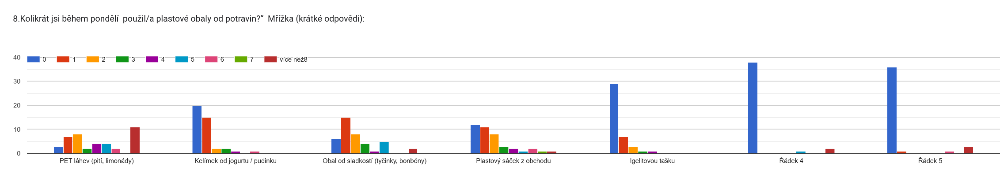 8.Kolikrát jsi během pondělí  použil/a plastové obaly od potravin?“  Mřížka (krátké odpovědi):
40 0 1 2 3 4 5 6 7 více než8
30
20
10
0
PET láhev (pití, limonády) Kelímek od jogurtu / pudinku Obal od sladkostí (tyčinky, bonbóny) Plastový sáček z obchodu Igelitovou tašku Řádek 4 Řádek 5